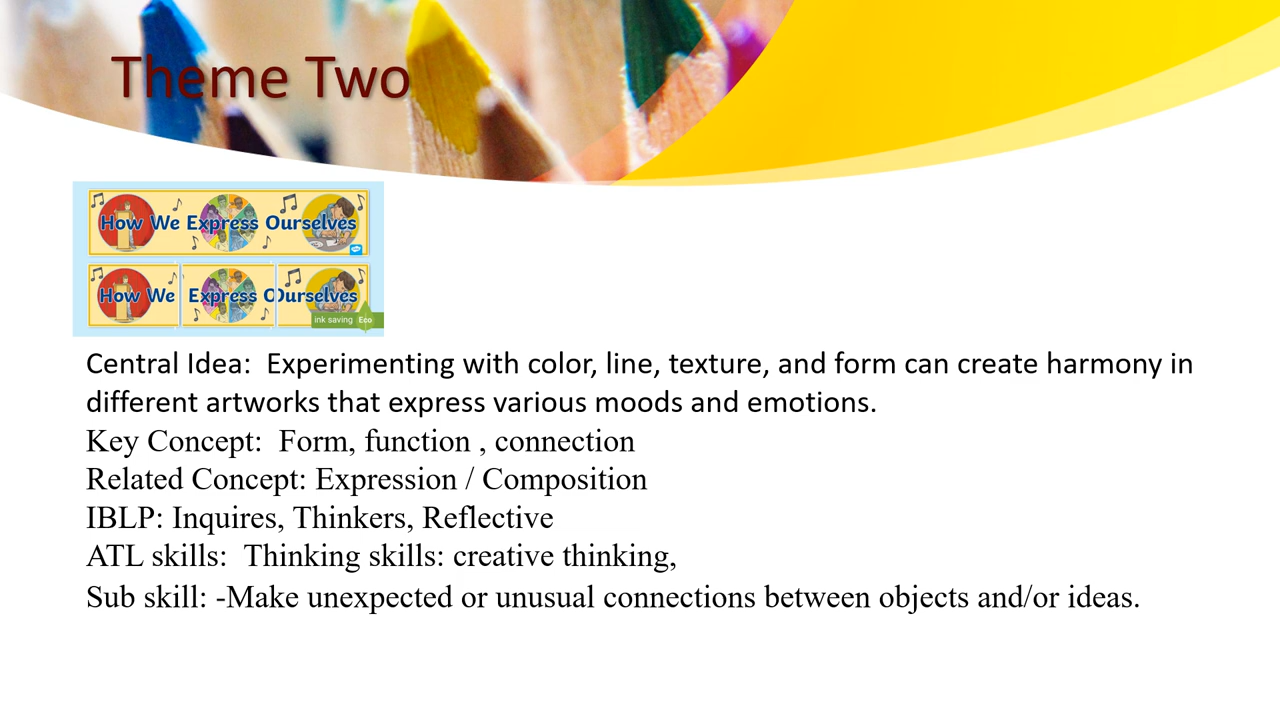 Theme Two
How We Express Ourselves
How We Express Ourselves
ink saving Eco
Central Idea:  Experimenting with color, line, texture, and form can create harmony in
different artworks that express various moods and emotions.
Key Concept:  Form, function , connection
Related Concept: Expression / Composition
IBLP: Inquires, Thinkers, Reflective
ATL skills:  Thinking skills: creative thinking,
Sub skill: -Make unexpected or unusual connections between objects and/or ideas.